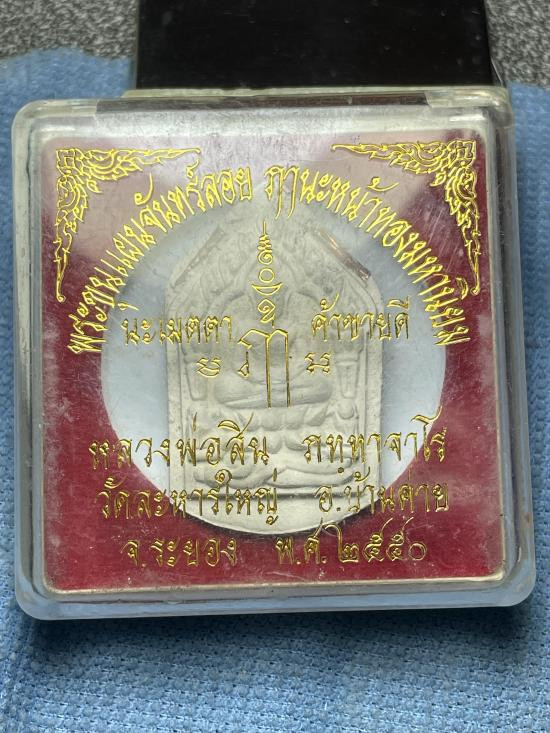 พระขุนแผนจันทร์ลอย ภานะหน้าทองมหานิยม
นะเมตตา ค้าขายดี
หลวงพ่อสิน ภทฺทาจาโร
วัดละหารใหญ่ อ.บ้านค่าย
จ.ระยอง พ.ศ.๒๕๕๐